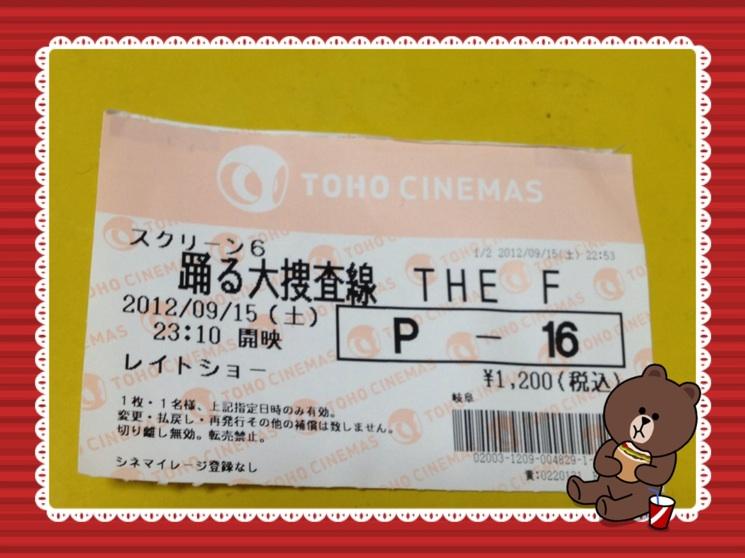 TOHO CINEMAS
スクリーン6
1/2 2012/09/15(土) 22:53
踊る大捜査線 THE F
2012/09/15(土)
23:10 開映
P - 16
レイトショー
¥1,200(税込)
1枚・1名様、上記指定日時のみ有効。
変更・払戻し・再発行その他の補償は致しません。
切り離し無効。転売禁止。
岐阜
02003-1209-004829-1
シネマイレージ登録なし